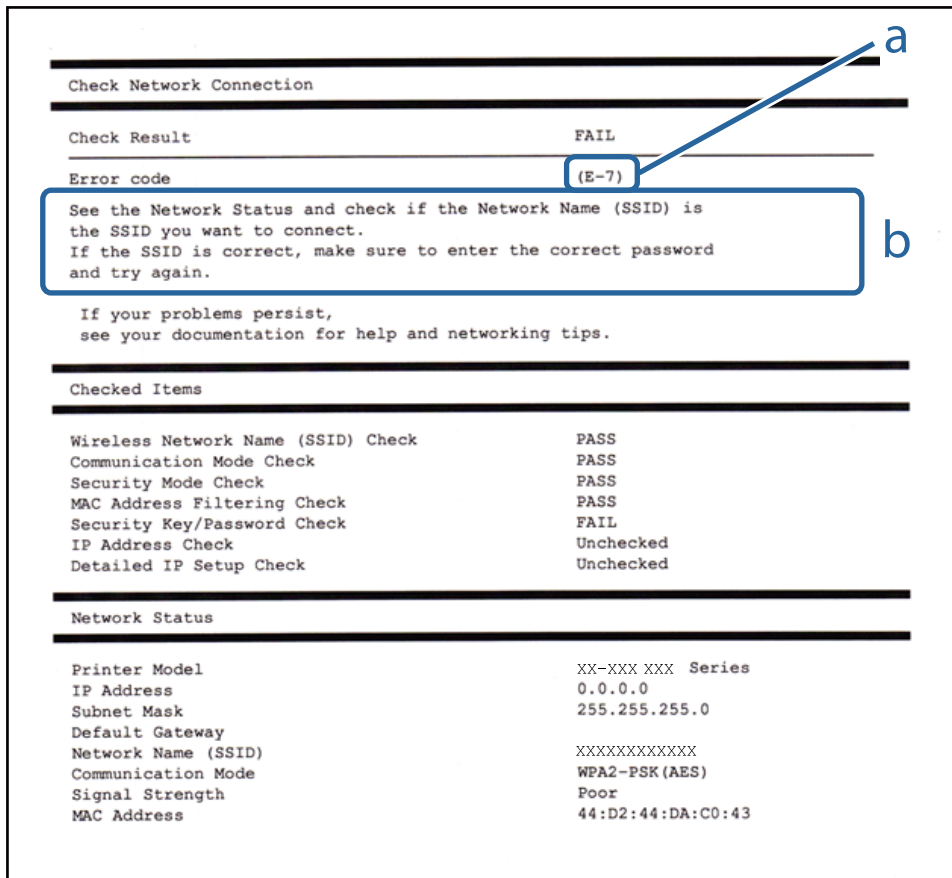 a
Check Network Connection
Check Result FAIL
Error code (E-7)
See the Network Status and check if the Network Name (SSID) is
the SSID you want to connect.
If the SSID is correct, make sure to enter the correct password
and try again.
b
If your problems persist,
see your documentation for help and networking tips.
Checked Items
Wireless Network Name (SSID) Check PASS
Communication Mode Check PASS
Security Mode Check PASS
MAC Address Filtering Check PASS
Security Key/Password Check FAIL
IP Address Check Unchecked
Detailed IP Setup Check Unchecked
Network Status
Printer Model XX-XXX XXX Series
IP Address 0.0.0.0
Subnet Mask 255.255.255.0
Default Gateway
Network Name (SSID) XXXXXXXXXXXX
Communication Mode WPA2-PSK(AES)
Signal Strength Poor
MAC Address 44:D2:44:DA:C0:43